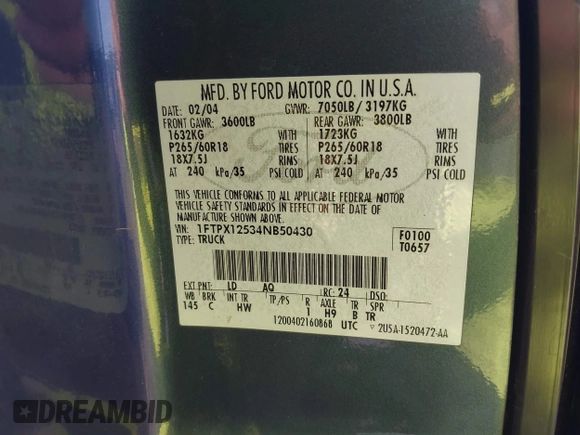 MFD. BY FORD MOTOR CO. IN U.S.A.
DATE: 02/04 GVWR: 7050LB/ 3197KG
FRONT GAWR: 3600LB REAR GAWR: 3800LB
1632KG WITH 1723KG WITH
P265/60R18 TIRES P265/60R18 TIRES
18X7.5J RIMS 18X7.5J RIMS
AT 240 kPa/35 PSI COLD AT 240 kPa/35 PSI COLD
THIS VEHICLE CONFORMS TO ALL APPLICABLE FEDERAL MOTOR
VEHICLE SAFETY STANDARDS IN EFFECT ON THE DATE OF
MANUFACTURE SHOWN ABOVE.
VIN: 1FTPX12534NB50430
TYPE: TRUCK
F0100
T0657
EXT PNT: LD AQ RC: 24 DSO:
WB BRK INT TR TP/PS R AXLE TR SPR
145 C HW 1 H9 B TR
1200402160868 UTC
2U5A-1520472-AA
Ford
DREAMBID